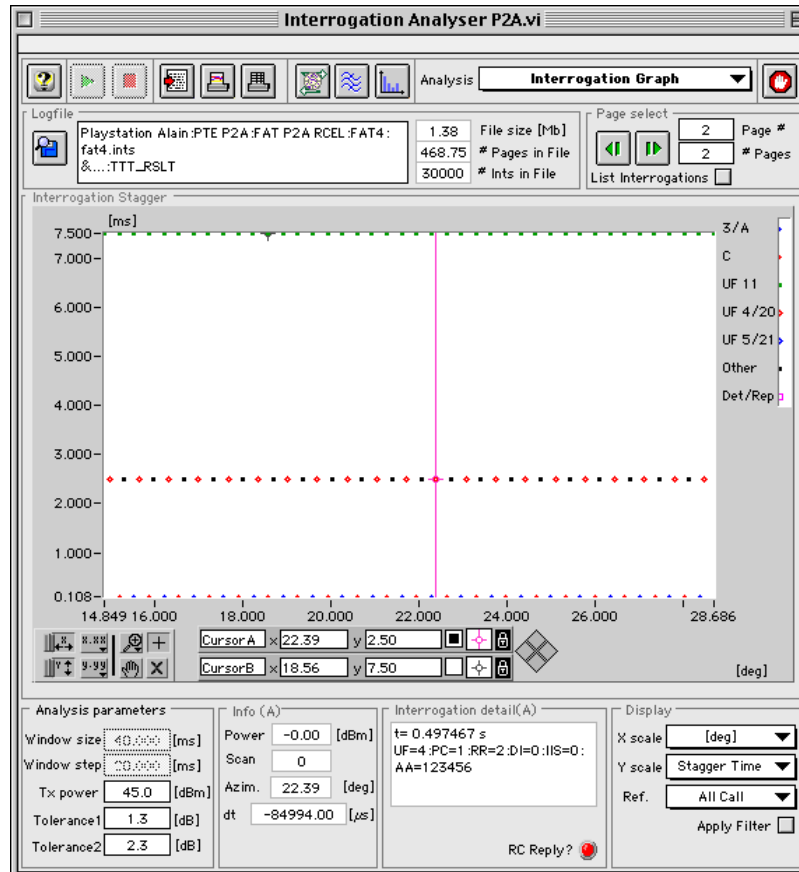 Interrogation Analyser P2A.vi
Analysis Interrogation Graph
Logfile
Playstation Alain:PTE P2A:FAT P2A RCEL:FAT4:
fat4.ints
&...:TTT_RSLT
1.38 File size [Mb]
468.75 # Pages in File
30000 # Ints in File
Page select
2 Page #
2 # Pages
List Interrogations
Interrogation Stagger
[ms]
7.500
7.000
6.000
5.000
4.000
3.000
2.000
1.000
0.108
14.849 16.000 18.000 20.000 22.000 24.000 26.000 28.686
[deg]
3/A
C
UF 11
UF 4/20
UF 5/21
Other
Det/Rep
X X.XX
Y Y.YY
CursorA x 22.39 y 2.50
CursorB x 18.56 y 7.50
Analysis parameters
Window size 40.000 [ms]
Window step 20.000 [ms]
Tx power 45.0 [dBm]
Tolerance1 1.3 [dB]
Tolerance2 2.3 [dB]
Info (A)
Power -0.00 [dBm]
Scan 0
Azim. 22.39 [deg]
dt -84994.00 [µs]
Interrogation detail(A)
t= 0.497467 s
UF=4:PC=1:RR=2:DI=0:IIS=0:
AA=123456
RC Reply?
Display
X scale [deg]
Y scale Stagger Time
Ref. All Call
Apply Filter